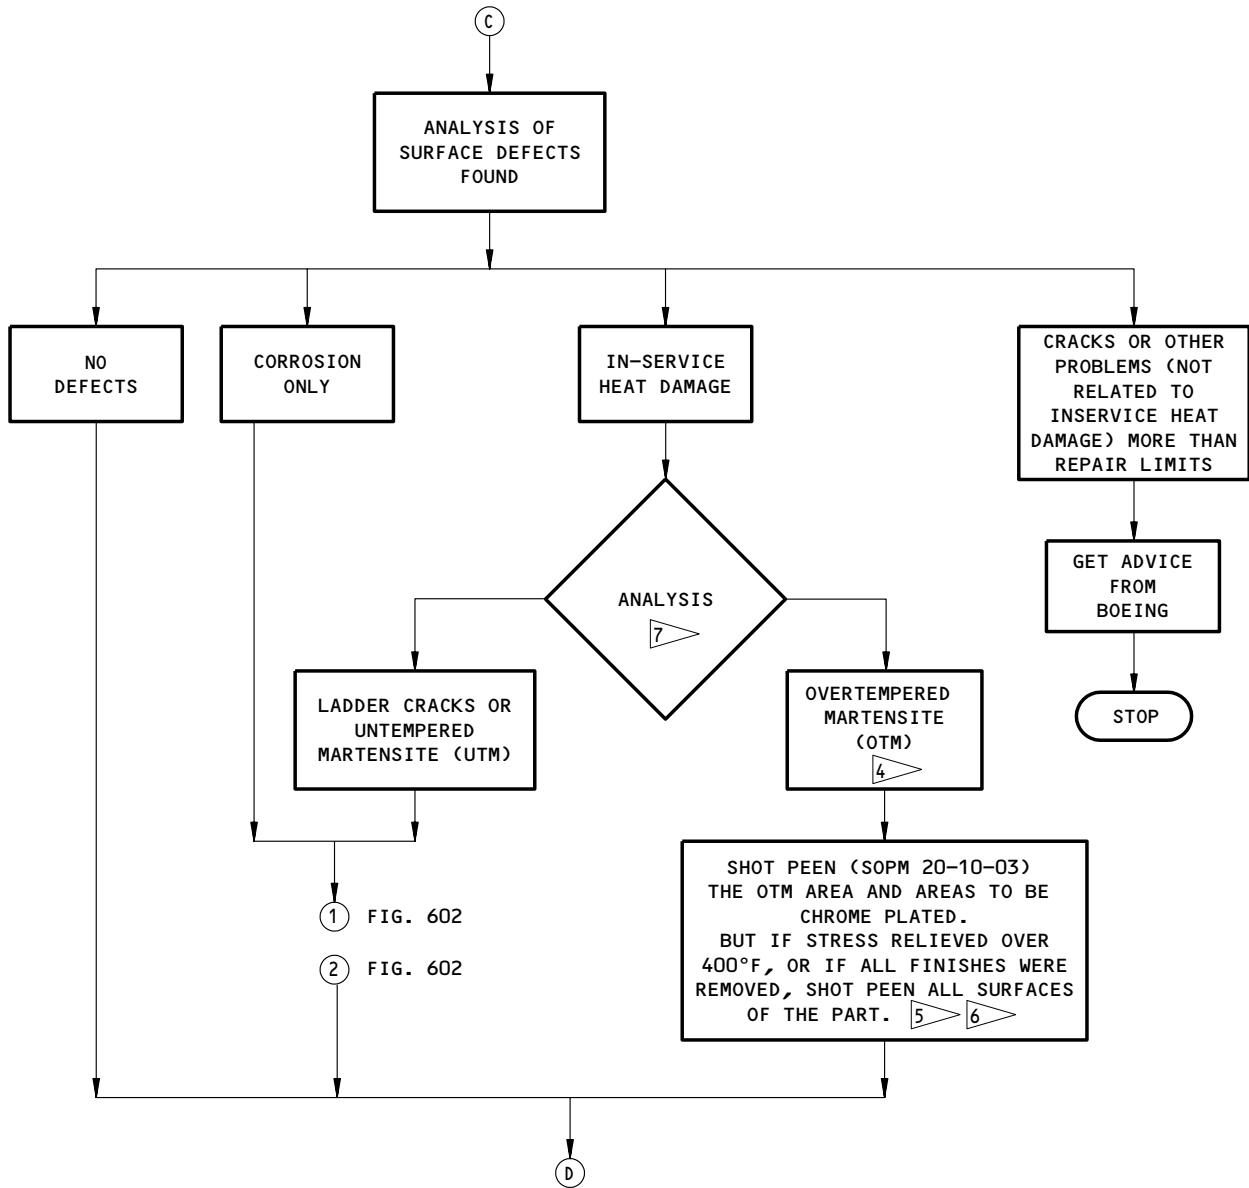 C
ANALYSIS OF
SURFACE DEFECTS
FOUND
NO
DEFECTS
CORROSION
ONLY
IN-SERVICE
HEAT DAMAGE
CRACKS OR OTHER
PROBLEMS (NOT
RELATED TO
INSERVICE HEAT
DAMAGE) MORE THAN
REPAIR LIMITS
ANALYSIS
7
GET ADVICE
FROM
BOEING
STOP
LADDER CRACKS OR
UNTEMPERED
MARTENSITE (UTM)
OVERTEMPERED
MARTENSITE
(OTM)
4
SHOT PEEN (SOPM 20-10-03)
THE OTM AREA AND AREAS TO BE
CHROME PLATED.
BUT IF STRESS RELIEVED OVER
400°F, OR IF ALL FINISHES WERE
REMOVED, SHOT PEEN ALL SURFACES
OF THE PART. 5 6
1 FIG. 602
2 FIG. 602
D